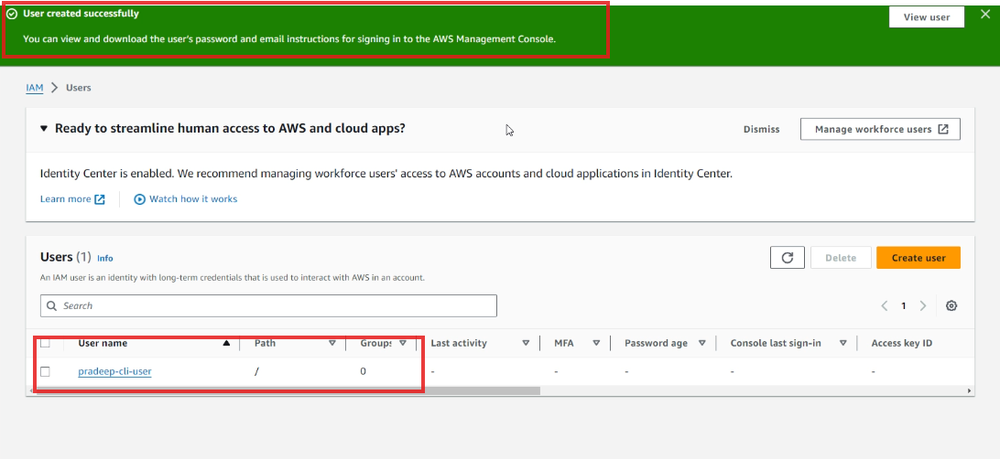 User created successfully
View user
You can view and download the user's password and email instructions for signing in to the AWS Management Console.
IAM > Users
Ready to streamline human access to AWS and cloud apps?
Dismiss
Manage workforce users
Identity Center is enabled. We recommend managing workforce users' access to AWS accounts and cloud applications in Identity Center.
Learn more
Watch how it works
Users (1) Info
Delete
Create user
An IAM user is an identity with long-term credentials that is used to interact with AWS in an account.
Search
1
User name Path Groups Last activity MFA Password age Console last sign-in Access key ID
pradeep-cli-user / 0 - - - - -